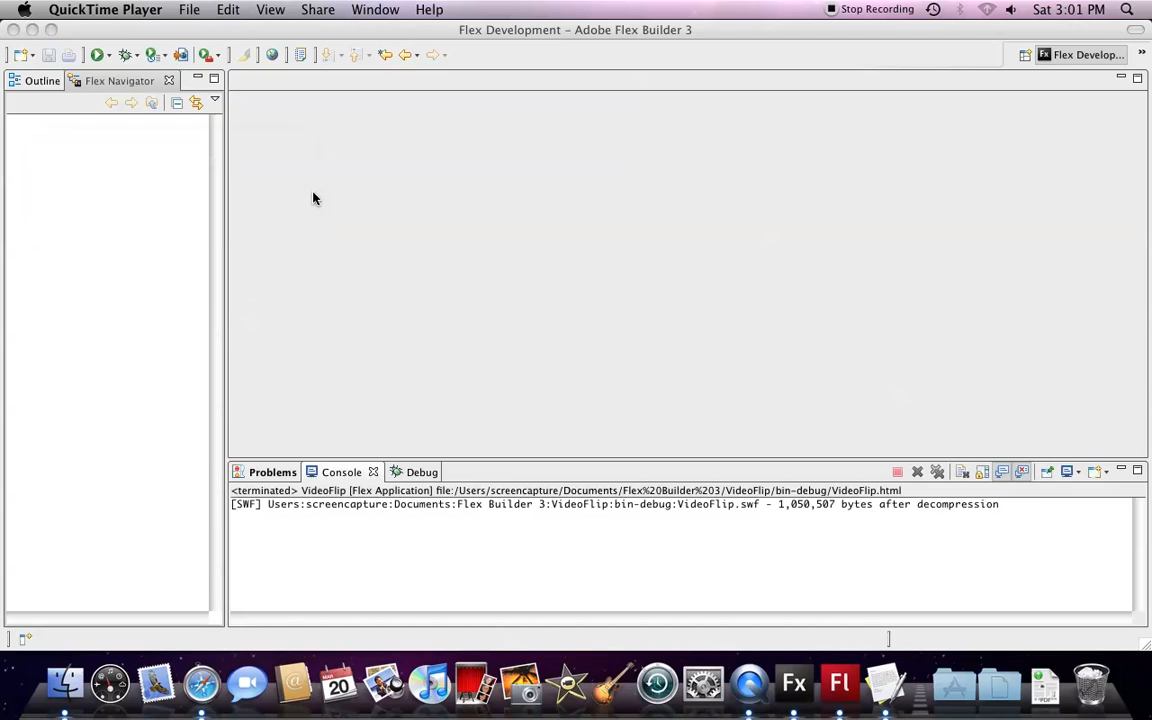 QuickTime Player File Edit View Share Window Help Stop Recording Sat 3:01 PM
Flex Development – Adobe Flex Builder 3
Fx Flex Develop... »
Outline Flex Navigator
Problems Console Debug
<terminated> VideoFlip [Flex Application] file:/Users/screencapture/Documents/Flex%20Builder%203/VideoFlip/bin-debug/VideoFlip.html
[SWF] Users:screencapture:Documents:Flex Builder 3:VideoFlip:bin-debug:VideoFlip.swf - 1,050,507 bytes after decompression
MAR
20
Fx Fl